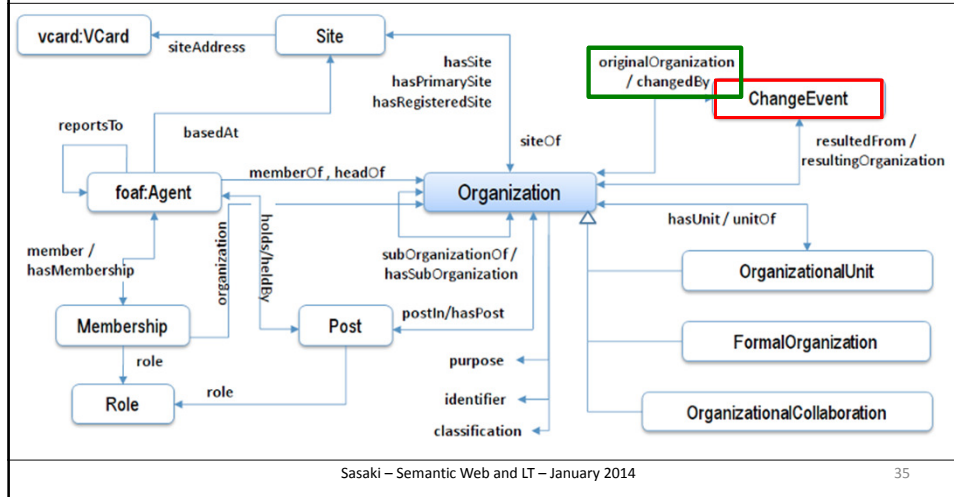 vcard:VCard
siteAddress
Site
hasSite
hasPrimarySite
hasRegisteredSite
originalOrganization
/ changedBy
ChangeEvent
reportsTo
basedAt
siteOf
resultedFrom /
resultingOrganization
foaf:Agent
memberOf , headOf
Organization
hasUnit / unitOf
member /
hasMembership
organization
holds/heldBy
subOrganizationOf /
hasSubOrganization
OrganizationalUnit
Membership
Post
postIn/hasPost
FormalOrganization
role
purpose
Role
role
identifier
OrganizationalCollaboration
classification
Sasaki – Semantic Web and LT – January 2014
35